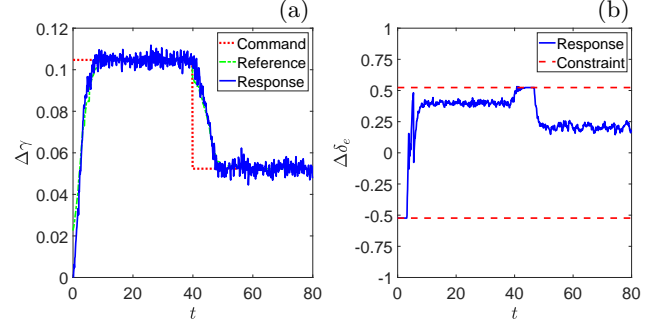 (a)
0.12
0.1
0.08
0.06
0.04
0.12
0
Δγ
0
20
40
60
80
t
Command
Reference
Response
(b)
1
0.75
0.5
0.25
0
-0.25
-0.5
-0.75
-1
Δδe
0
20
40
60
80
t
Response
Constraint